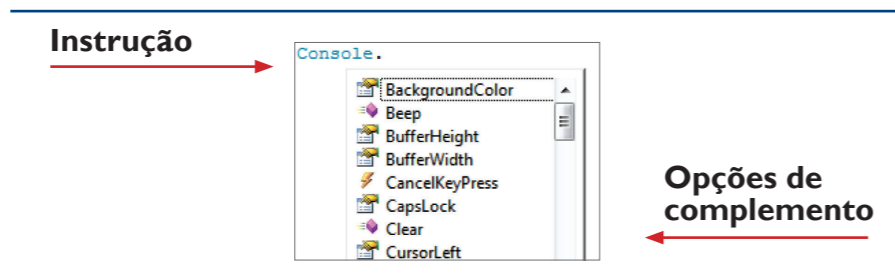 Instrução
Console.
BackgroundColor
Beep
BufferHeight
BufferWidth
CancelKeyPress
CapsLock
Clear
CursorLeft
Opções de
complemento